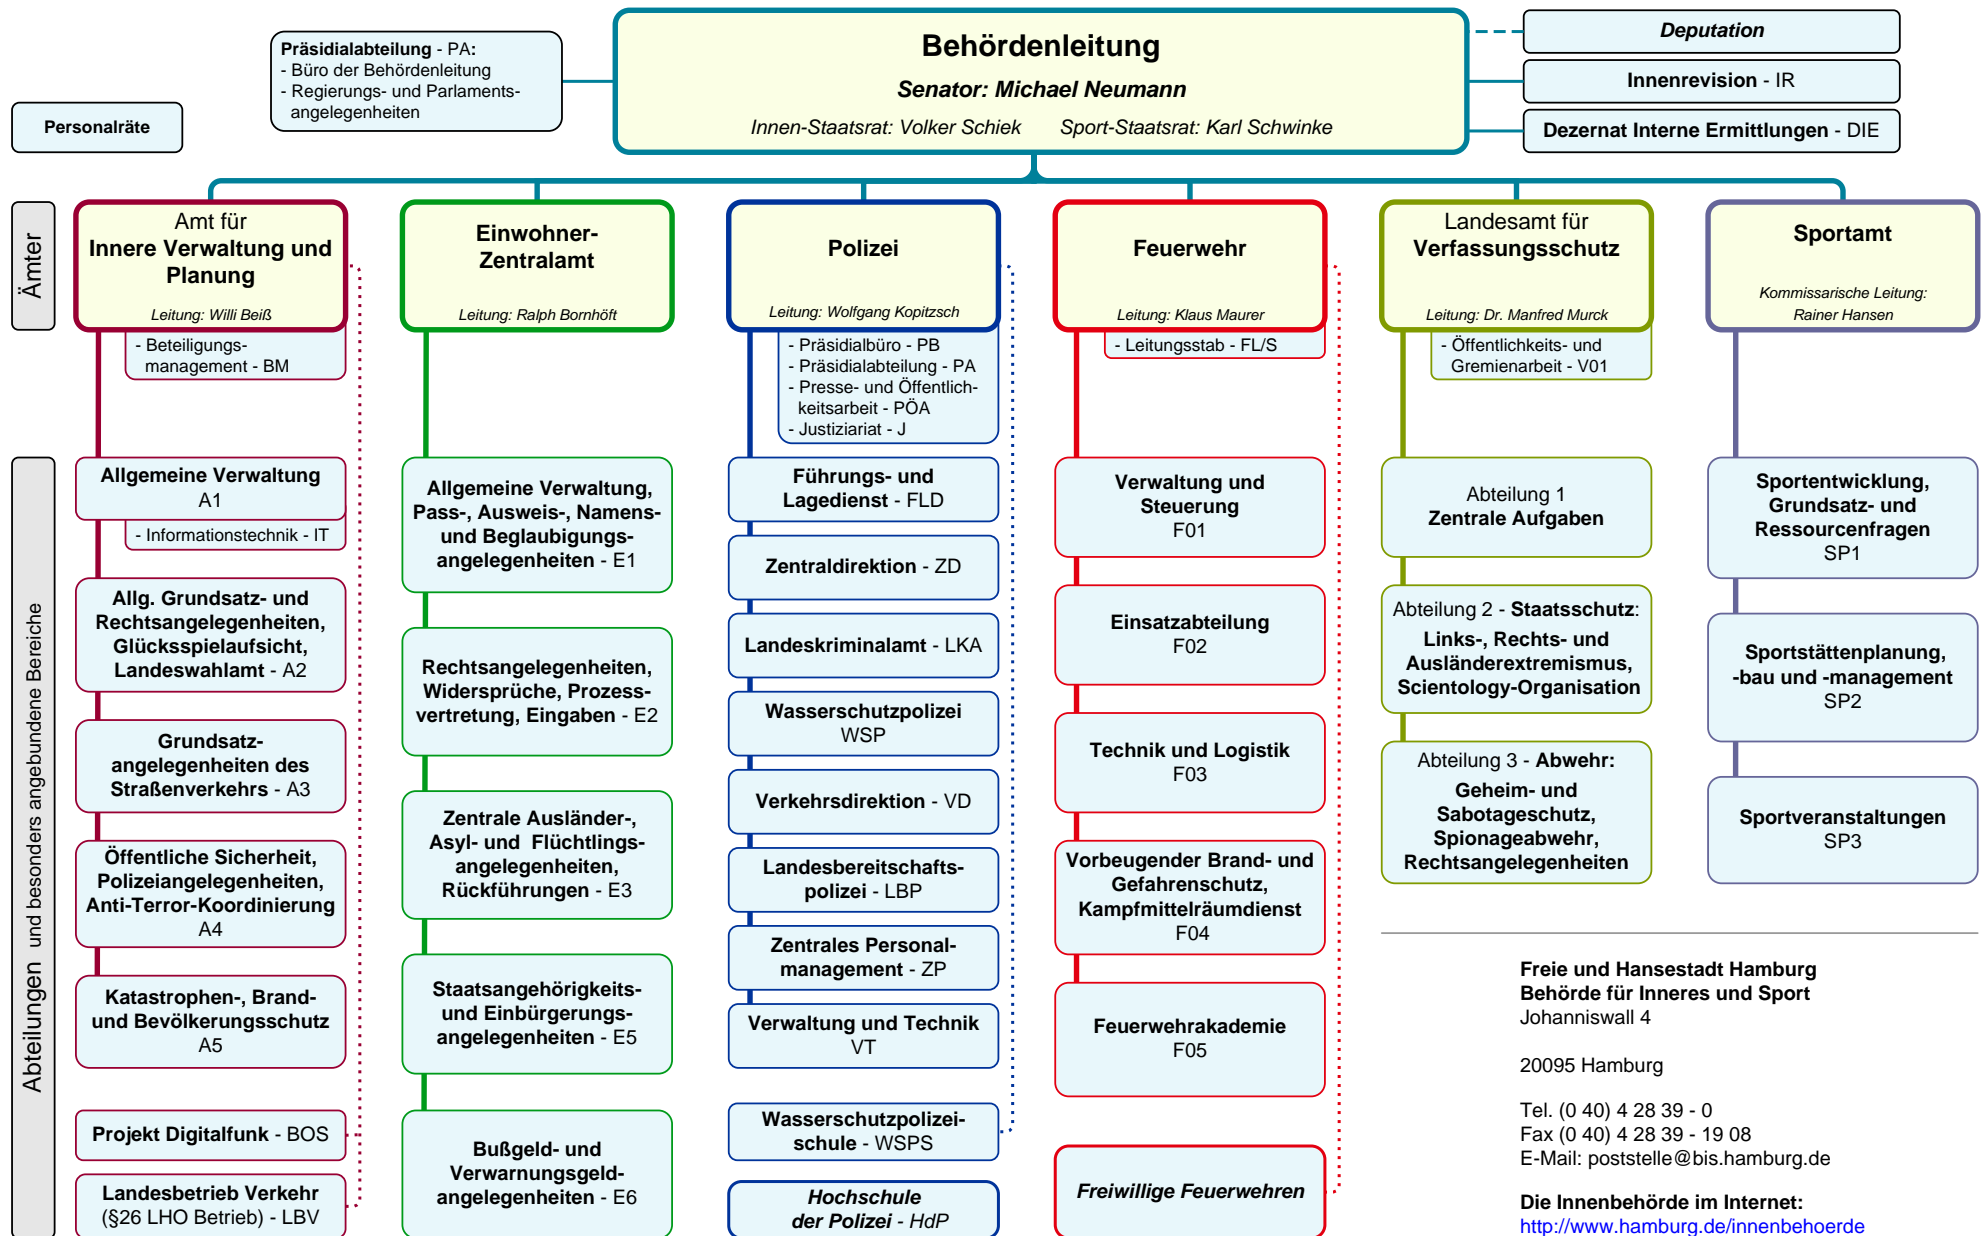 Behördenleitung
Senator: Michael Neumann
Innen-Staatsrat: Volker Schiek Sport-Staatsrat: Karl Schwinke
Präsidialabteilung - PA:
- Büro der Behördenleitung
- Regierungs- und Parlaments-
angelegenheiten
Personalräte
Deputation
Innenrevision - IR
Dezernat Interne Ermittlungen - DIE
Ämter
Amt für
Innere Verwaltung und
Planung
Leitung: Willi Beiß
- Beteiligungs-
management - BM
Einwohner-
Zentralamt
Leitung: Ralph Bornhöft
Polizei
Leitung: Wolfgang Kopitzsch
- Präsidialbüro - PB
- Präsidialabteilung - PA
- Presse- und Öffentlich-
keitsarbeit - PÖA
- Justiziariat - J
Feuerwehr
Leitung: Klaus Maurer
- Leitungsstab - FL/S
Landesamt für
Verfassungsschutz
Leitung: Dr. Manfred Murck
- Öffentlichkeits- und
Gremienarbeit - V01
Sportamt
Kommissarische Leitung:
Rainer Hansen
Abteilungen und besonders angebundene Bereiche
Allgemeine Verwaltung
A1
- Informationstechnik - IT
Allg. Grundsatz- und
Rechtsangelegenheiten,
Glücksspielaufsicht,
Landeswahlamt - A2
Grundsatz-
angelegenheiten des
Straßenverkehrs - A3
Öffentliche Sicherheit,
Polizeiangelegenheiten,
Anti-Terror-Koordinierung
A4
Katastrophen-, Brand-
und Bevölkerungsschutz
A5
Projekt Digitalfunk - BOS
Landesbetrieb Verkehr
(§26 LHO Betrieb) - LBV
Allgemeine Verwaltung,
Pass-, Ausweis-, Namens-
und Beglaubigungs-
angelegenheiten - E1
Rechtsangelegenheiten,
Widersprüche, Prozess-
vertretung, Eingaben - E2
Zentrale Ausländer-,
Asyl- und Flüchtlings-
angelegenheiten,
Rückführungen - E3
Staatsangehörigkeits-
und Einbürgerungs-
angelegenheiten - E5
Bußgeld- und
Verwarnungsgeld-
angelegenheiten - E6
Führungs- und
Lagedienst - FLD
Zentraldirektion - ZD
Landeskriminalamt - LKA
Wasserschutzpolizei
WSP
Verkehrsdirektion - VD
Landesbereitschafts-
polizei - LBP
Zentrales Personal-
management - ZP
Verwaltung und Technik
VT
Wasserschutzpolizei-
schule - WSPS
Hochschule
der Polizei - HdP
Verwaltung und
Steuerung
F01
Einsatzabteilung
F02
Technik und Logistik
F03
Vorbeugender Brand- und
Gefahrenschutz,
Kampfmittelräumdienst
F04
Feuerwehrakademie
F05
Freiwillige Feuerwehren
Abteilung 1
Zentrale Aufgaben
Abteilung 2 - Staatsschutz:
Links-, Rechts- und
Ausländerextremismus,
Scientology-Organisation
Abteilung 3 - Abwehr:
Geheim- und
Sabotageschutz,
Spionageabwehr,
Rechtsangelegenheiten
Sportentwicklung,
Grundsatz- und
Ressourcenfragen
SP1
Sportstättenplanung,
-bau und -management
SP2
Sportveranstaltungen
SP3
Freie und Hansestadt Hamburg
Behörde für Inneres und Sport
Johanniswall 4
20095 Hamburg
Tel. (0 40) 4 28 39 - 0
Fax (0 40) 4 28 39 - 19 08
E-Mail: poststelle@bis.hamburg.de
Die Innenbehörde im Internet:
http://www.hamburg.de/innenbehoerde